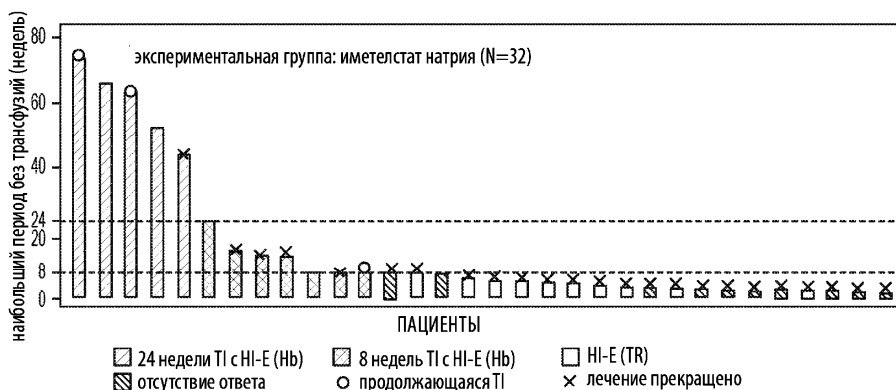 наибольший период без трансфузий (недель)
80
60
40
24
20
8
0
экспериментальная группа: иметелстат натрия (N=32)
ПАЦИЕНТЫ
24 недели TI с HI-E (Hb)
8 недель TI с HI-E (Hb)
HI-E (TR)
отсутствие ответа
продолжающаяся TI
лечение прекращено